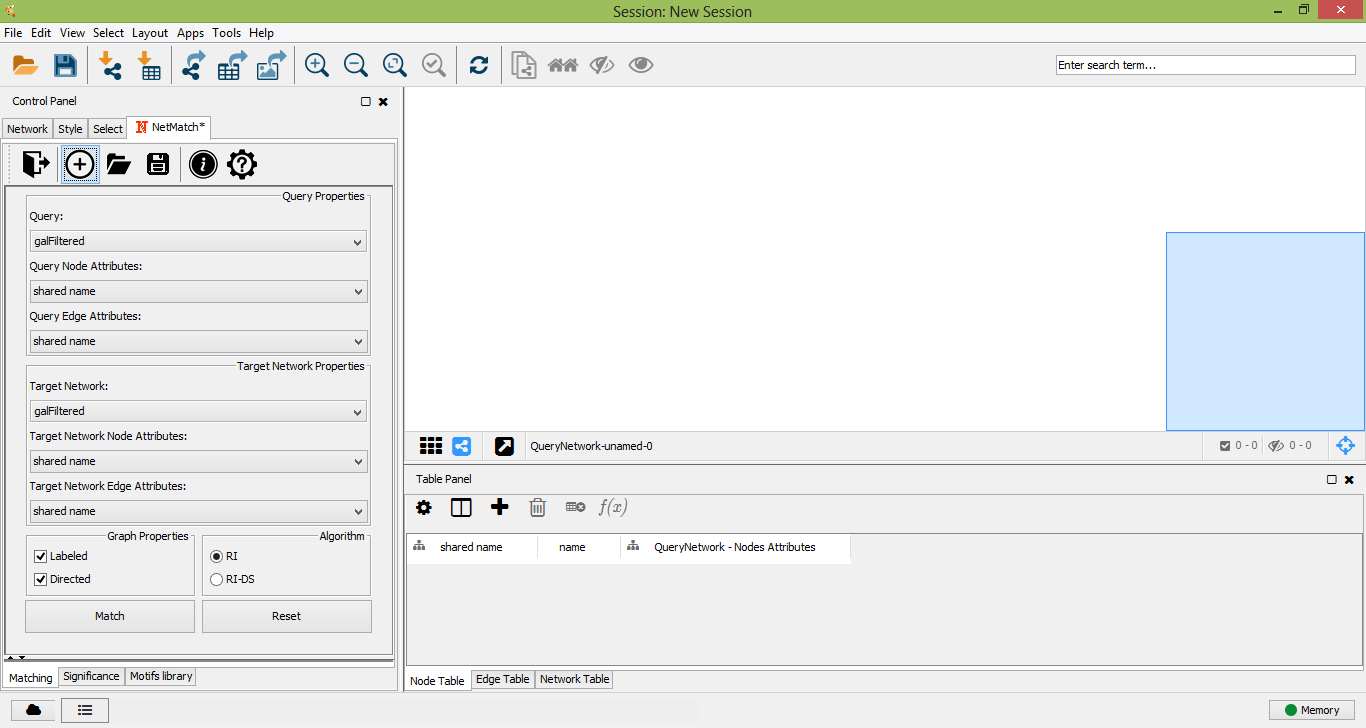 Session: New Session
File Edit View Select Layout Apps Tools Help
Enter search term...
Control Panel
Network Style Select NetMatch*
Query Properties
Query:
galFiltered
Query Node Attributes:
shared name
Query Edge Attributes:
shared name
Target Network Properties
Target Network:
galFiltered
Target Network Node Attributes:
shared name
Target Network Edge Attributes:
shared name
Graph Properties
Labeled
Directed
Algorithm
RI
RI-DS
Match Reset
Matching Significance Motifs library
QueryNetwork-unamed-0
0 - 0 0 - 0
Table Panel
f(x)
shared name name QueryNetwork - Nodes Attributes
Node Table Edge Table Network Table
Memory